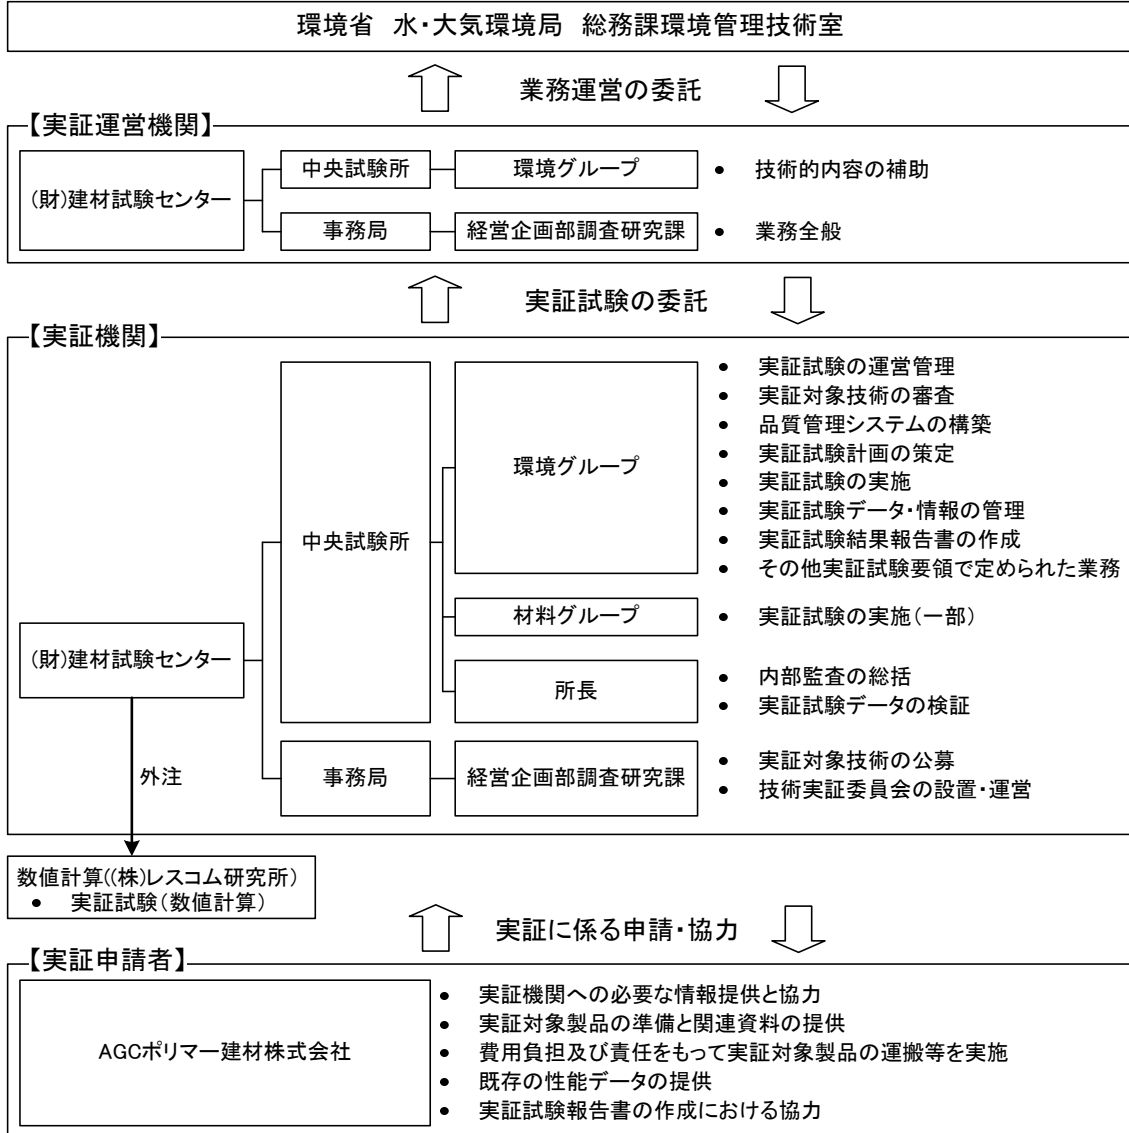 環境省　水・大気環境局　総務課環境管理技術室
業務運営の委託
【実証運営機関】
(財)建材試験センター
中央試験所
環境グループ
● 技術的内容の補助
事務局
経営企画部調査研究課
● 業務全般
実証試験の委託
【実証機関】
(財)建材試験センター
中央試験所
環境グループ
● 実証試験の運営管理
● 実証対象技術の審査
● 品質管理システムの構築
● 実証試験計画の策定
● 実証試験の実施
● 実証試験データ・情報の管理
● 実証試験結果報告書の作成
● その他実証試験要領で定められた業務
材料グループ
● 実証試験の実施(一部)
所長
● 内部監査の総括
● 実証試験データの検証
事務局
経営企画部調査研究課
● 実証対象技術の公募
● 技術実証委員会の設置・運営
外注
数値計算((株)レスコム研究所)
● 実証試験(数値計算)
実証に係る申請・協力
【実証申請者】
AGCポリマー建材株式会社
● 実証機関への必要な情報提供と協力
● 実証対象製品の準備と関連資料の提供
● 費用負担及び責任をもって実証対象製品の運搬等を実施
● 既存の性能データの提供
● 実証試験報告書の作成における協力